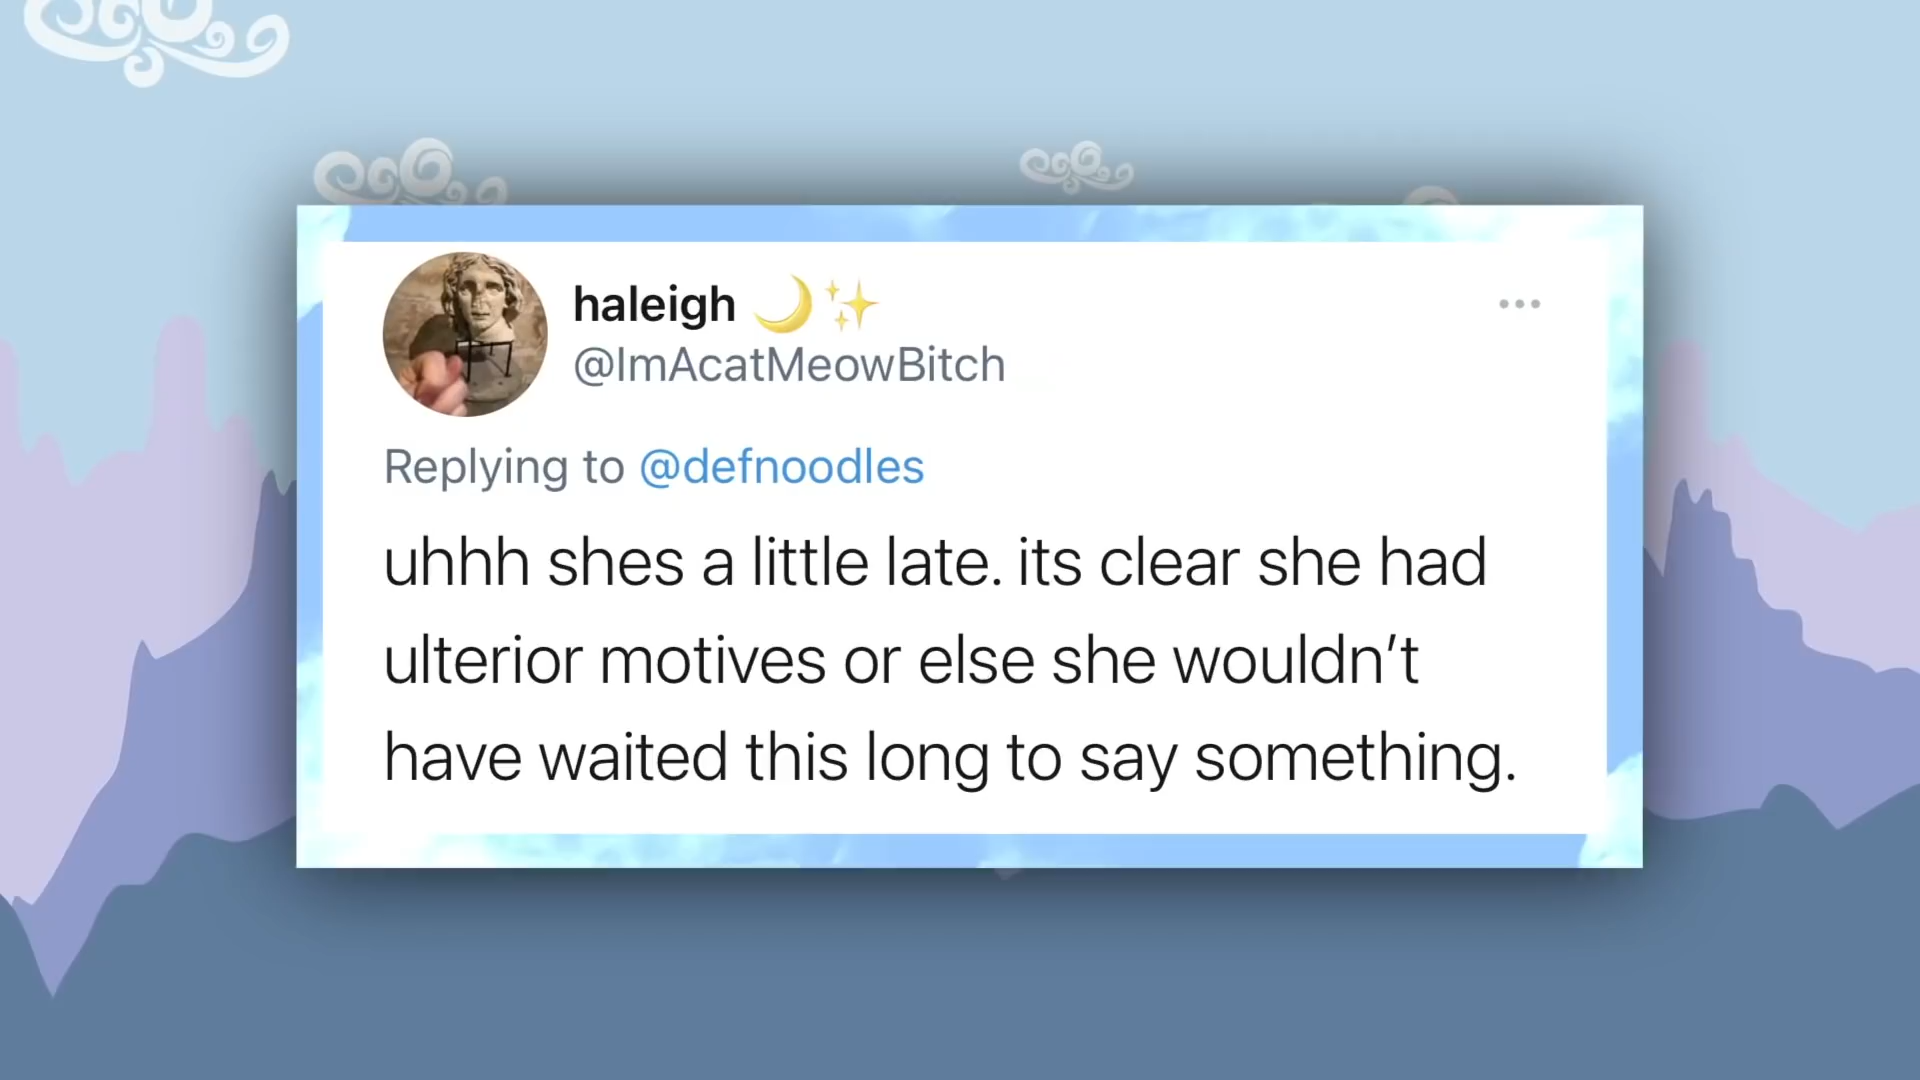 haleigh 🌙✨
@ImAcatMeowBitch
Replying to @defnoodles
uhhh shes a little late. its clear she had
ulterior motives or else she wouldn’t
have waited this long to say something.